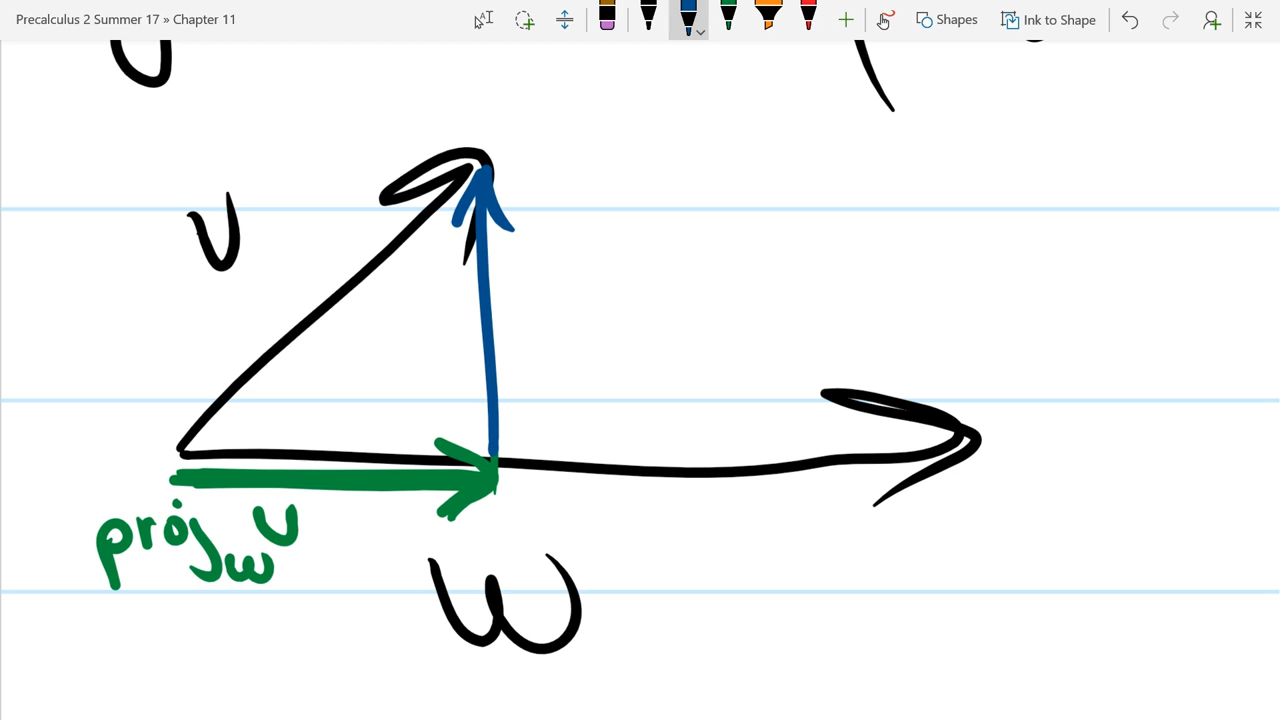 Precalculus 2 Summer 17 » Chapter 11
Shapes
Ink to Shape
v
proj_w v
w